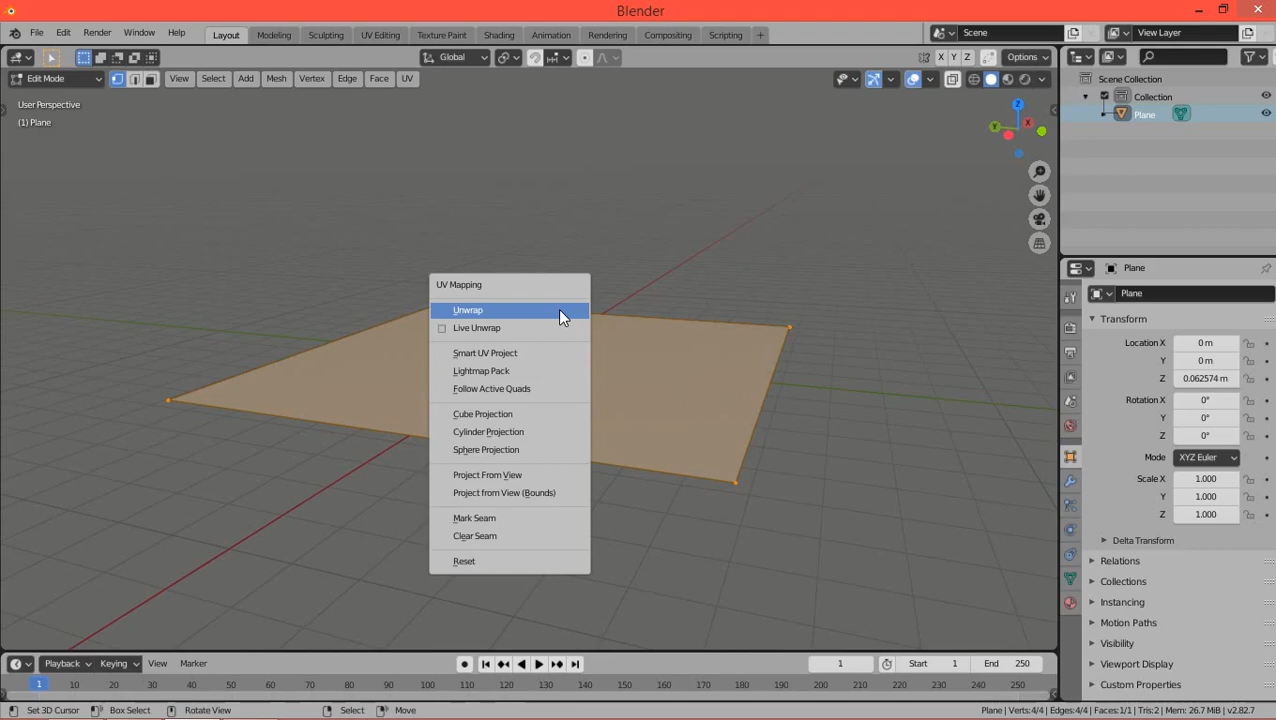 Blender
File Edit Render Window Help Layout Modeling Sculpting UV Editing Texture Paint Shading Animation Rendering Compositing Scripting + Scene View Layer
Global X Y Z Options
Edit Mode View Select Add Mesh Vertex Edge Face UV
User Perspective
(1) Plane
Z
Y X
UV Mapping
Unwrap
Live Unwrap
Smart UV Project
Lightmap Pack
Follow Active Quads
Cube Projection
Cylinder Projection
Sphere Projection
Project From View
Project from View (Bounds)
Mark Seam
Clear Seam
Reset
Scene Collection
Collection
Plane
Plane
Plane
Transform
Location X 0 m
Y 0 m
Z 0.062574 m
Rotation X 0°
Y 0°
Z 0°
Mode XYZ Euler
Scale X 1.000
Y 1.000
Z 1.000
Delta Transform
Relations
Collections
Instancing
Motion Paths
Visibility
Viewport Display
Custom Properties
Playback Keying View Marker 1 Start 1 End 250
1 10 20 30 40 50 60 70 80 90 100 110 120 130 140 150 160 170 180 190 200 210 220 230 240 250
Set 3D Cursor Box Select Rotate View Select Move Plane | Verts:4/4 | Edges:4/4 | Faces:1/1 | Tris:2 | Mem: 26.7 MiB | v2.82.7